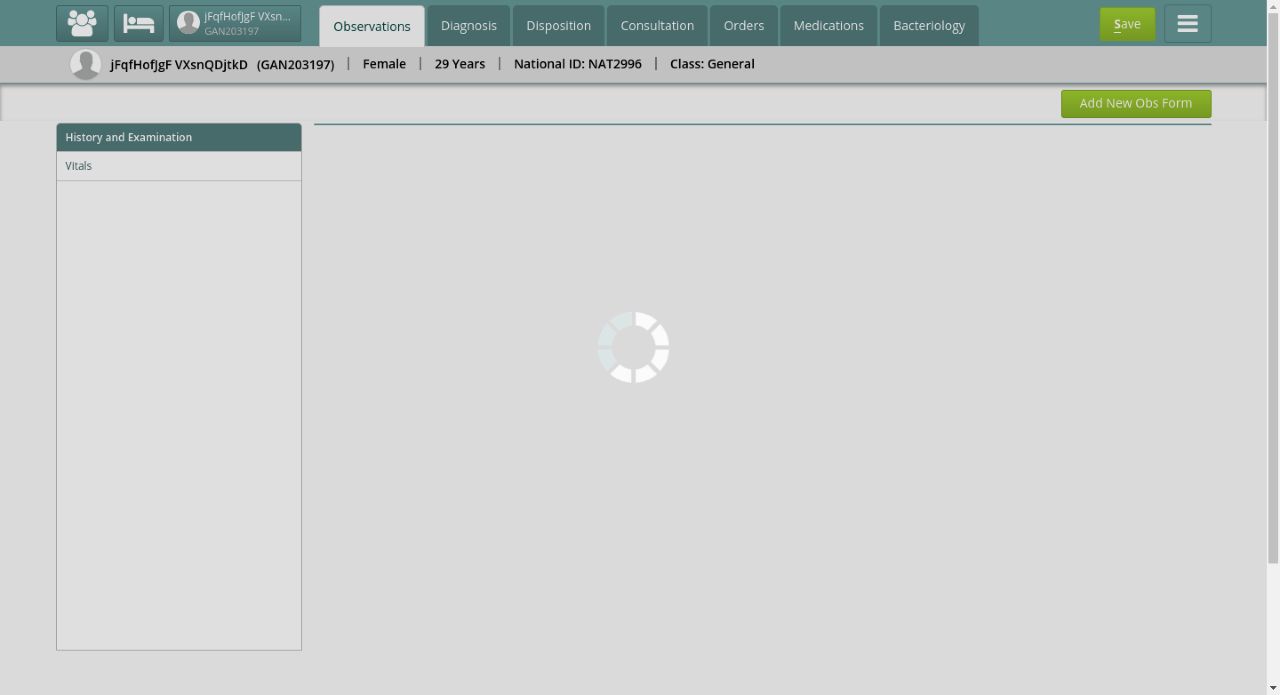 jFqfHofJgF VXsn...
GAN203197
Observations
Diagnosis
Disposition
Consultation
Orders
Medications
Bacteriology
Save
jFqfHofJgF VXsnQDjtkD (GAN203197) | Female | 29 Years | National ID: NAT2996 | Class: General
Add New Obs Form
History and Examination
Vitals